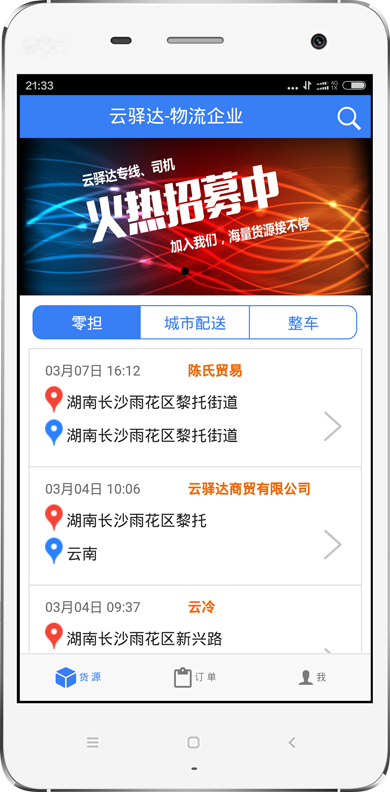 21:33
4G
1X
云驿达-物流企业
云驿达专线、司机
火热招募中
加入我们，海量货源接不停
零担
城市配送
整车
03月07日 16:12 陈氏贸易
湖南长沙雨花区黎托街道
湖南长沙雨花区黎托街道
03月04日 10:06 云驿达商贸有限公司
湖南长沙雨花区黎托
云南
03月04日 09:37 云冷
湖南长沙雨花区新兴路
货源
订单
我